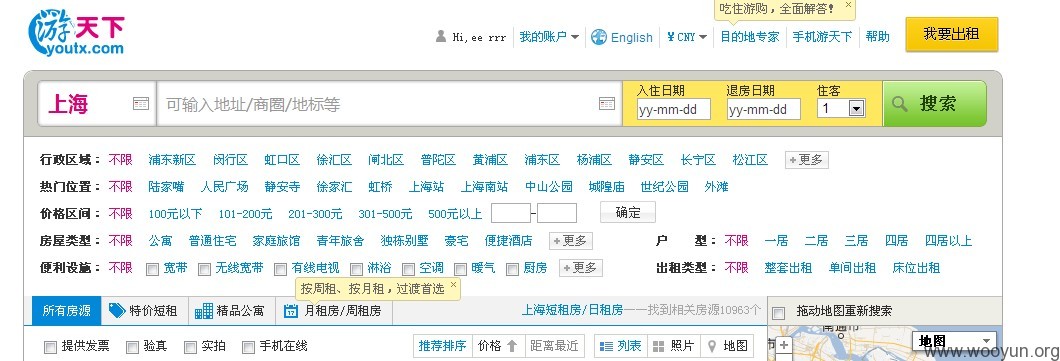 吃住游购，全面解答! ×
游天下
youtx.com
Hi,ee rrr 我的账户 English ¥CNY 目的地专家 手机游天下 帮助 我要出租
上海 可输入地址/商圈/地标等 入住日期 退房日期 住客
yy-mm-dd yy-mm-dd 1 搜索
行政区域： 不限 浦东新区 闵行区 虹口区 徐汇区 闸北区 普陀区 黄浦区 浦东区 杨浦区 静安区 长宁区 松江区 +更多
热门位置： 不限 陆家嘴 人民广场 静安寺 徐家汇 虹桥 上海站 上海南站 中山公园 城隍庙 世纪公园 外滩
价格区间： 不限 100元以下 101-200元 201-300元 301-500元 500元以上 - 确定
房屋类型： 不限 公寓 普通住宅 家庭旅馆 青年旅舍 独栋别墅 豪宅 便捷酒店 +更多 户 型： 不限 一居 二居 三居 四居 四居以上
便利设施： 不限 宽带 无线宽带 有线电视 淋浴 空调 暖气 厨房 +更多 出租类型： 不限 整套出租 单间出租 床位出租
按周租、按月租，过渡首选 ×
所有房源 特价短租 精品公寓 月租房/周租房 上海短租房/日租房——找到相关房源10963个 拖动地图重新搜索
南通市
提供发票 验真 实拍 手机在线 推荐排序 价格 距离最近 列表 照片 地图 + 地图
www.wooyun.org